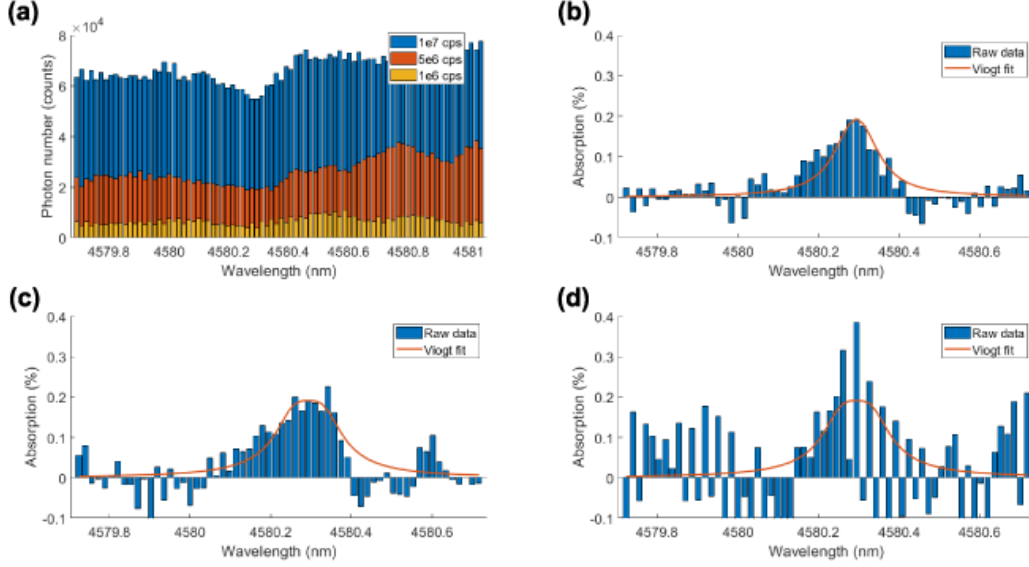 (a)
×10⁴
8
6
4
2
0
Photon number (counts)
1e7 cps
5e6 cps
1e6 cps
4579.8 4580 4580.2 4580.4 4580.6 4580.8 4581
Wavelength (nm)
(b)
0.4
0.3
0.2
0.1
0
-0.1
Absorption (%)
Raw data
Viogt fit
4579.8 4580 4580.2 4580.4 4580.6
Wavelength (nm)
(c)
0.4
0.3
0.2
0.1
0
-0.1
Absorption (%)
Raw data
Viogt fit
4579.8 4580 4580.2 4580.4 4580.6
Wavelength (nm)
(d)
0.4
0.3
0.2
0.1
0
-0.1
Absorption (%)
Raw data
Viogt fit
4579.8 4580 4580.2 4580.4 4580.6
Wavelength (nm)